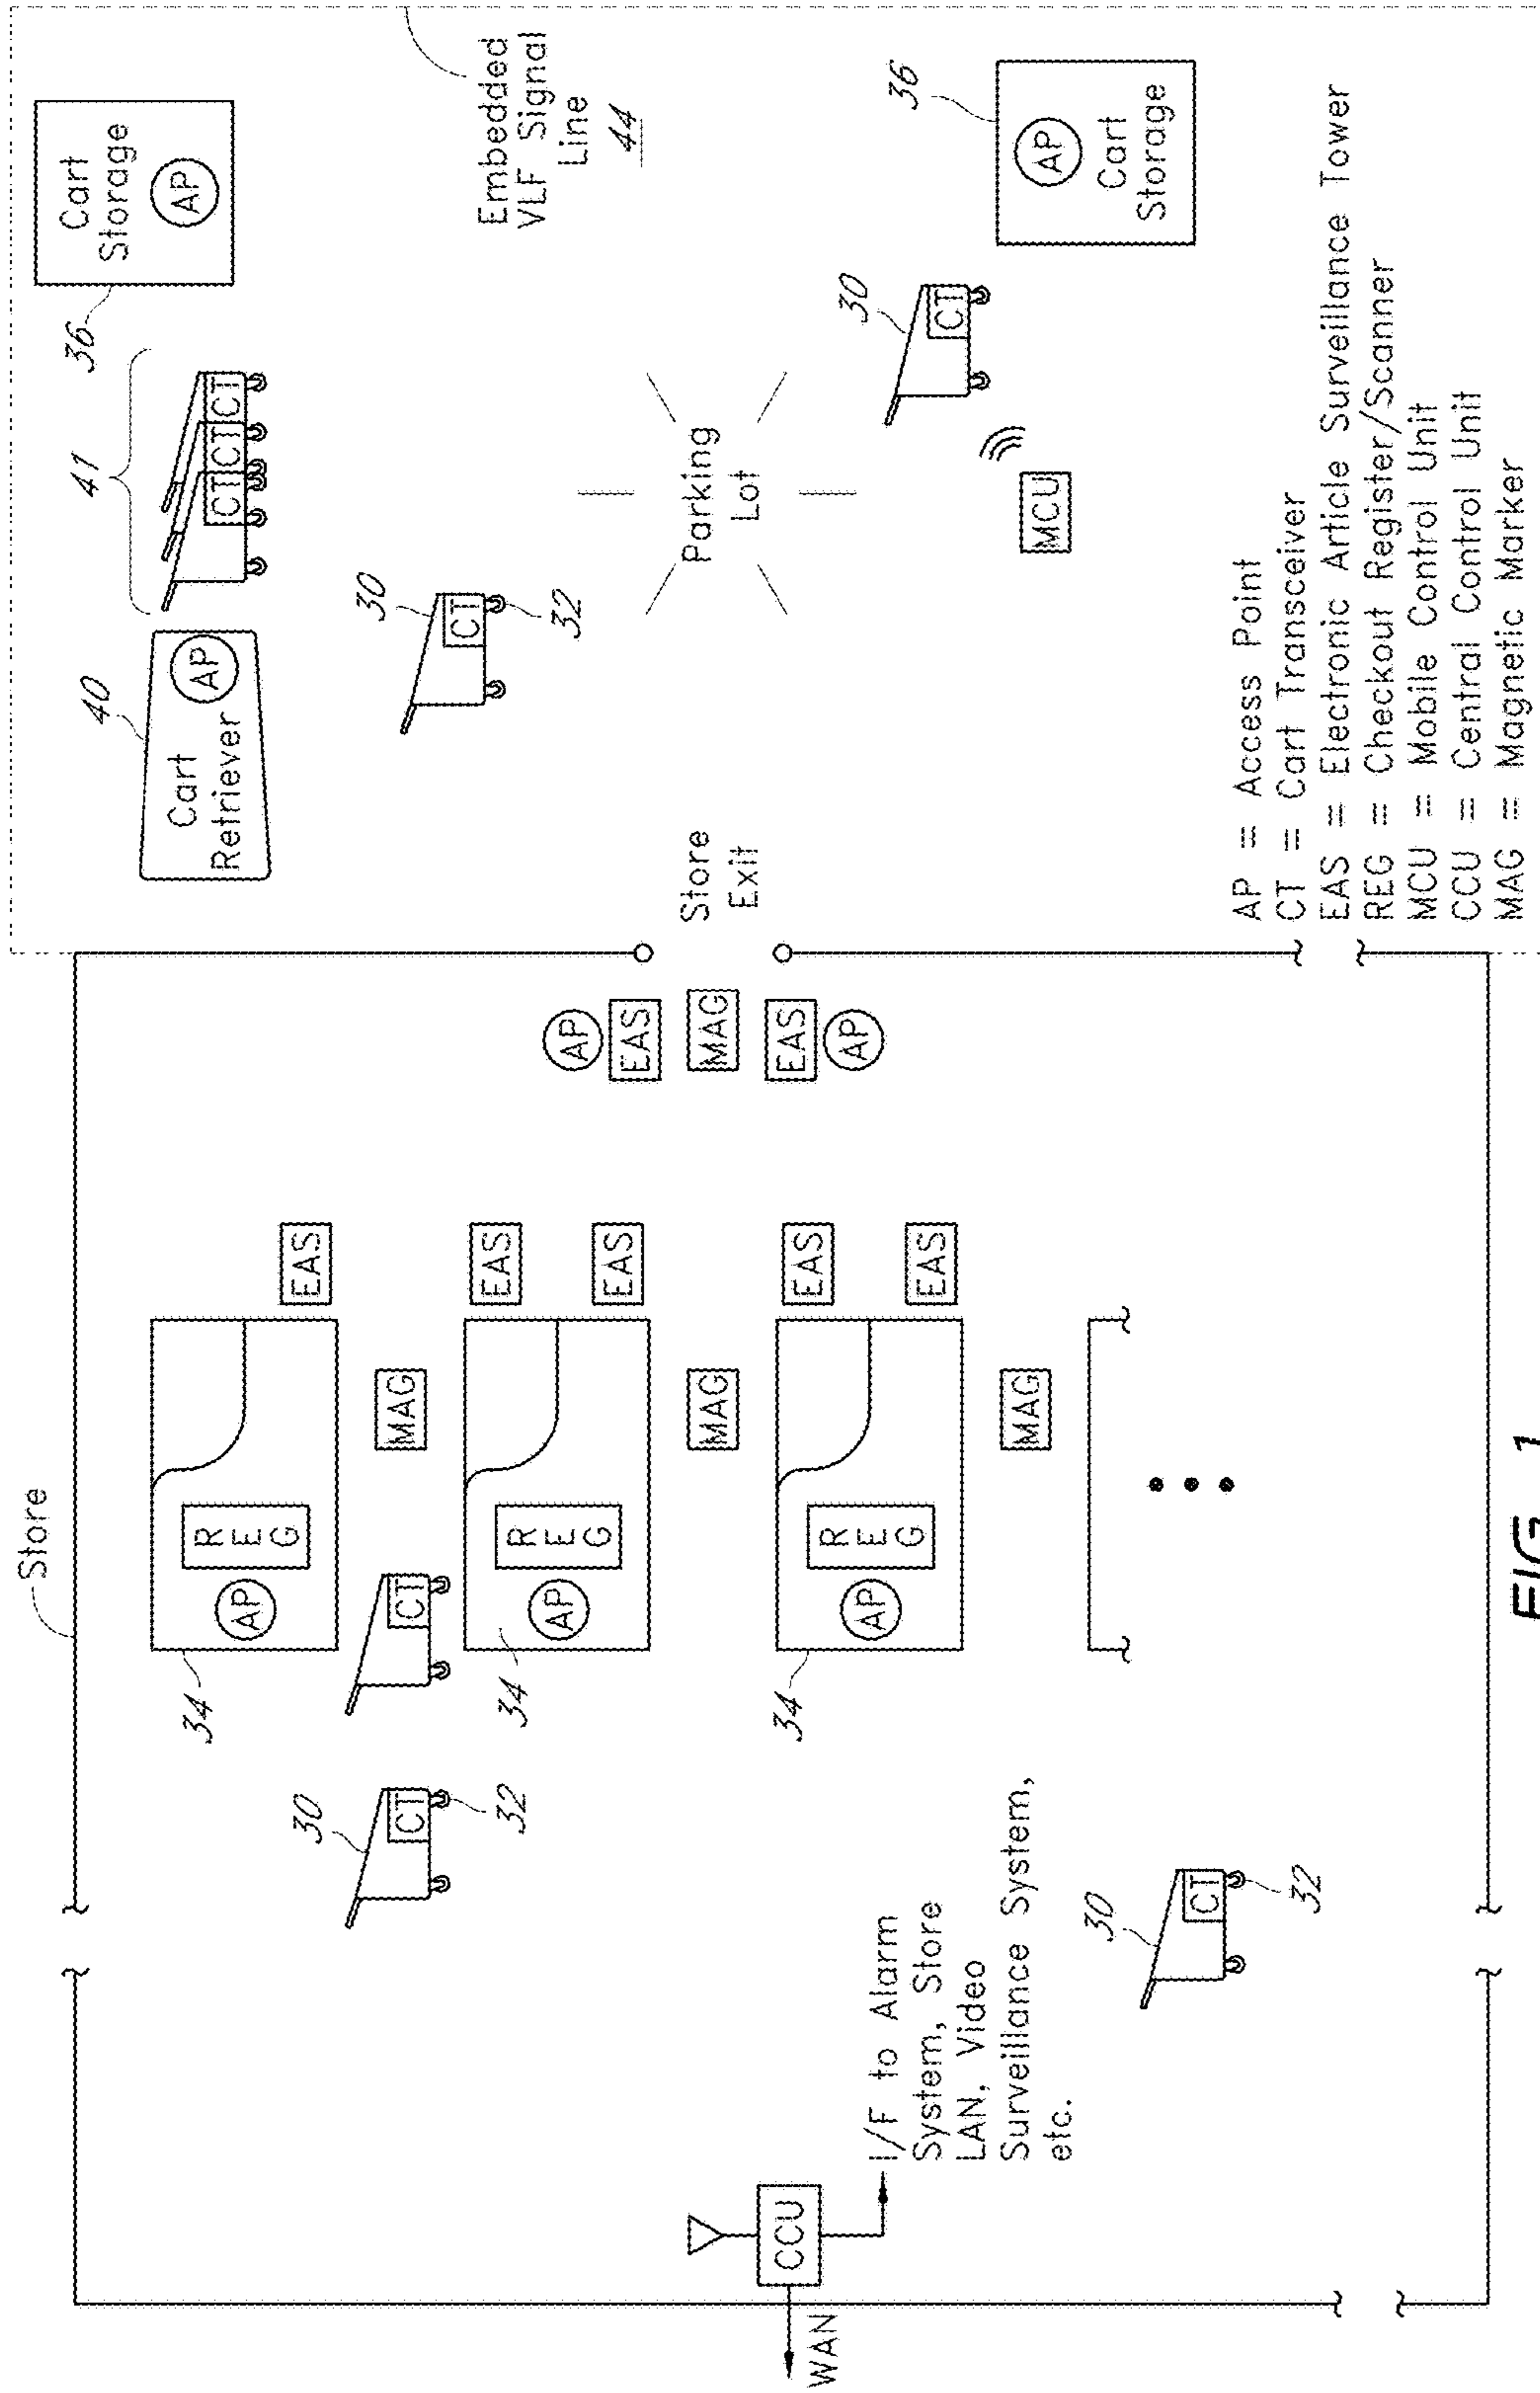 Store
34
REG
AP
EAS
MAG
30
CT
32
CT
34
REG
AP
EAS
EAS
MAG
34
REG
AP
EAS
EAS
MAG
30
CT
32
WAN
CCU
I/F to Alarm
System, Store
LAN, Video
Surveillance System,
etc.
AP
EAS
MAG
EAS
AP
Store
Exit
40
Cart
Retriever
AP
41
CT
CT
CT
36
Cart
Storage
AP
30
CT
32
Embedded
VLF Signal
Line
44
Parking
Lot
MCU
30
CT
36
AP
Cart
Storage
AP = Access Point
CT = Cart Transceiver
EAS = Electronic Article Surveillance Tower
REG = Checkout Register/Scanner
MCU = Mobile Control Unit
CCU = Central Control Unit
MAG = Magnetic Marker
FIG. 1